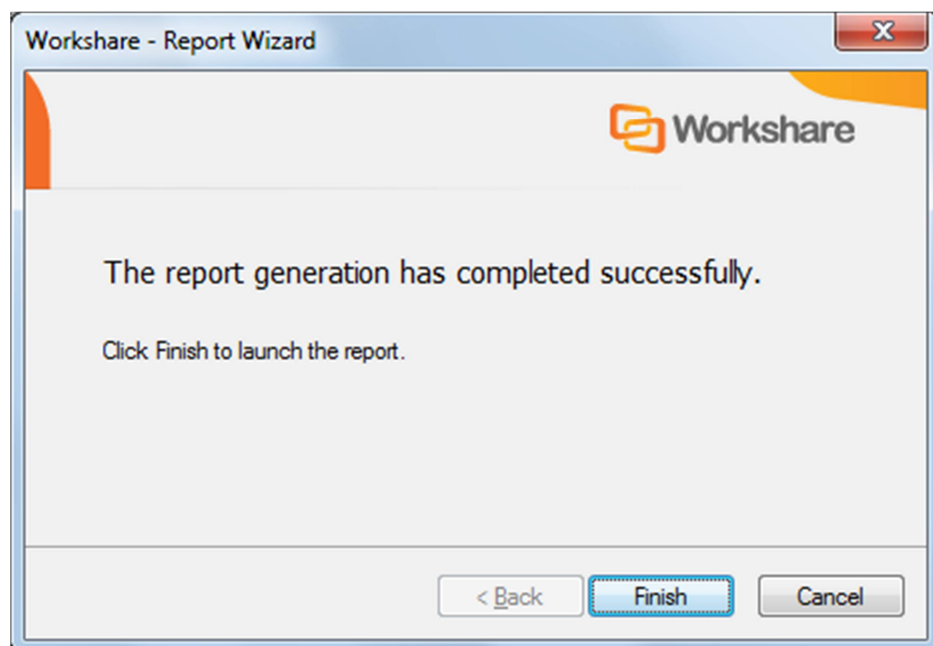 Workshare - Report Wizard
Workshare
The report generation has completed successfully.
Click Finish to launch the report.
< Back
Finish
Cancel